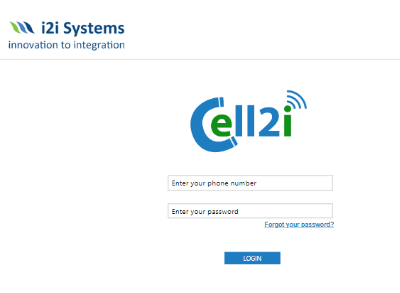 i2i Systems
innovation to integration
Cell2i
Enter your phone number
Enter your password
Forgot your password?
LOGIN